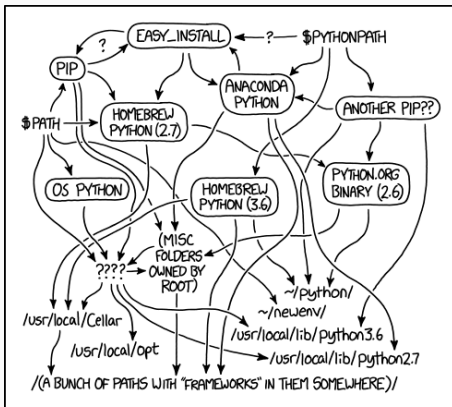 EASY_INSTALL
?
$PYTHONPATH
?
PIP
ANACONDA
PYTHON
ANOTHER PIP??
HOMEBREW
PYTHON (2.7)
$PATH
OS PYTHON
HOMEBREW
PYTHON (3.6)
PYTHON.ORG
BINARY (2.6)
(MISC
FOLDERS
OWNED BY
ROOT)
????
~/python/
~/newenv/
/usr/local/Cellar
/usr/local/opt
/usr/local/lib/python3.6
/usr/local/lib/python2.7
/(A BUNCH OF PATHS WITH "FRAMEWORKS" IN THEM SOMEWHERE)/